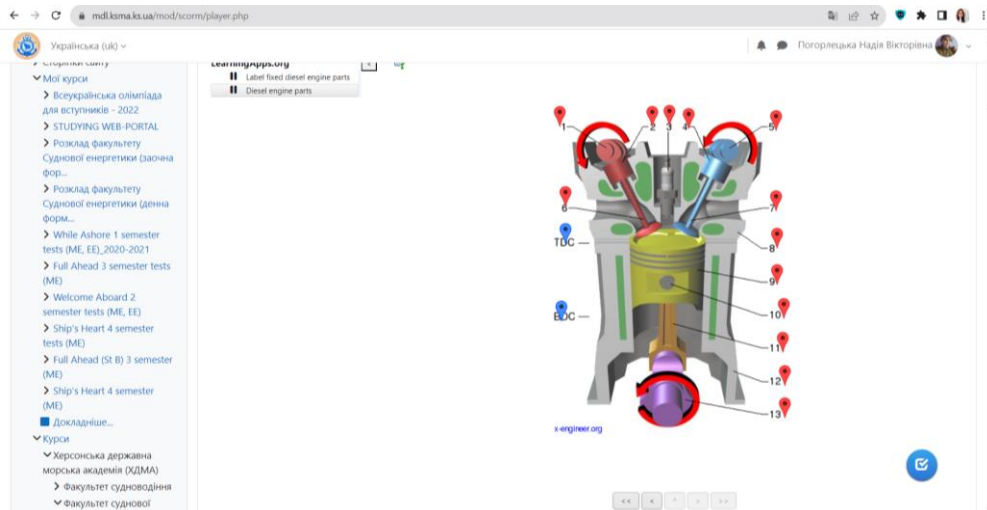 mdl.ksma.ks.ua/mod/scorm/player.php
Українська (uk)
Погорлецька Надія Вікторівна
Сторінки сайту
Мої курси
Всеукраїнська олімпіада
для вступників - 2022
STUDYING WEB-PORTAL
Розклад факультету
Суднової енергетики (заочна
фор...
Розклад факультету
Суднової енергетики (денна
форм...
While Ashore 1 semester
tests (ME, EE)_2020-2021
Full Ahead 3 semester tests
(ME)
Welcome Aboard 2
semester tests (ME, EE)
Ship's Heart 4 semester
tests (ME)
Full Ahead (St B) 3 semester
(ME)
Ship's Heart 4 semester
(ME)
Докладніше...
Курси
Херсонська державна
морська академія (ХДМА)
Факультет судноводіння
Факультет суднової
LearningApps.org
Label fixed diesel engine parts
Diesel engine parts
1
2
3
4
5
6
7
TDC
8
9
10
BDC
11
12
13
x-engineer.org
<< < ^ > >>